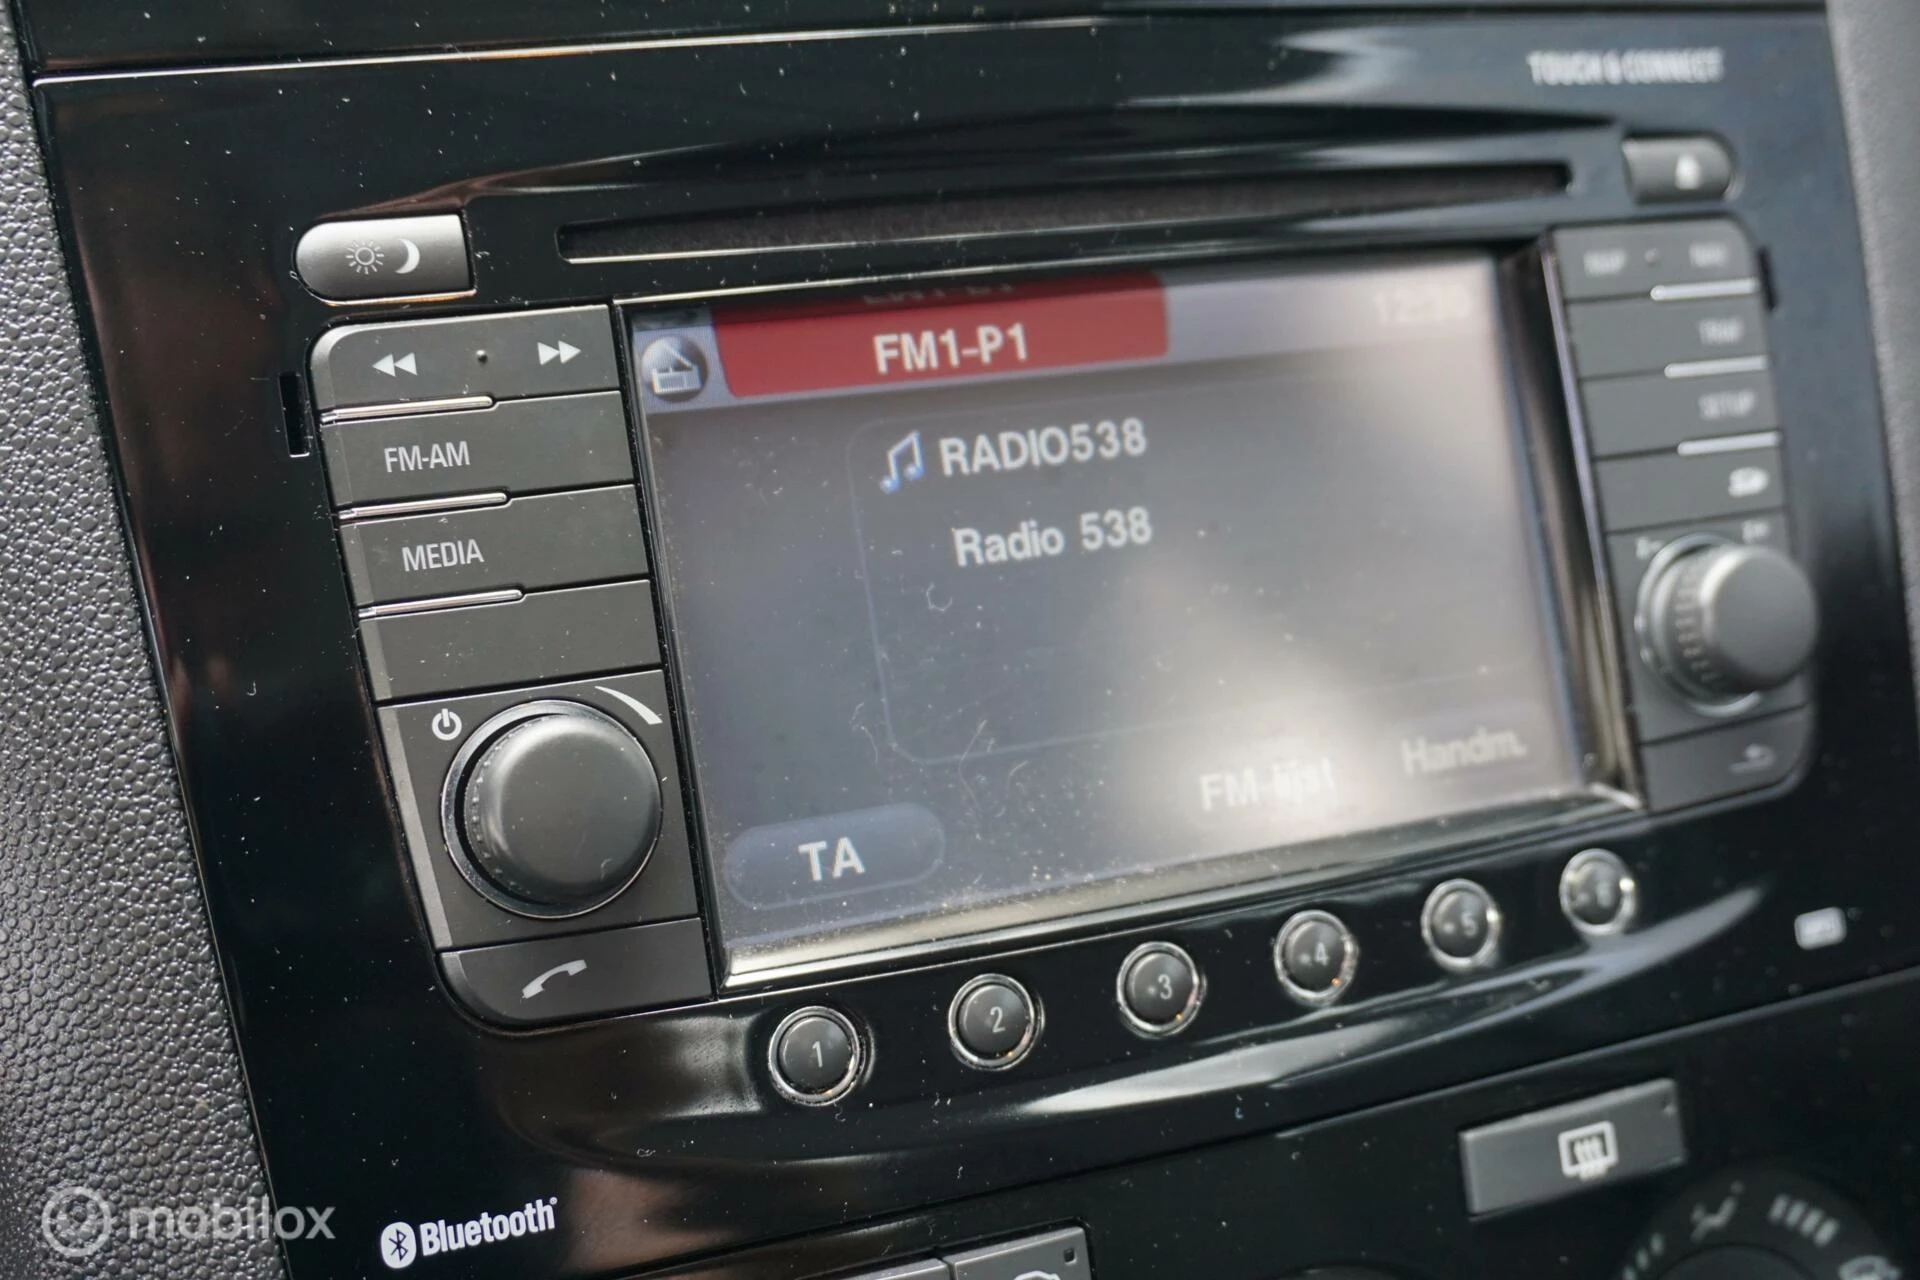 TOUCH & CONNECT
FM1-P1
RADIO538
Radio 538
FM-AM
MEDIA
SETUP
FM-lijst
Handm.
TA
1
2
3
4
5
6
Bluetooth®
mobilox